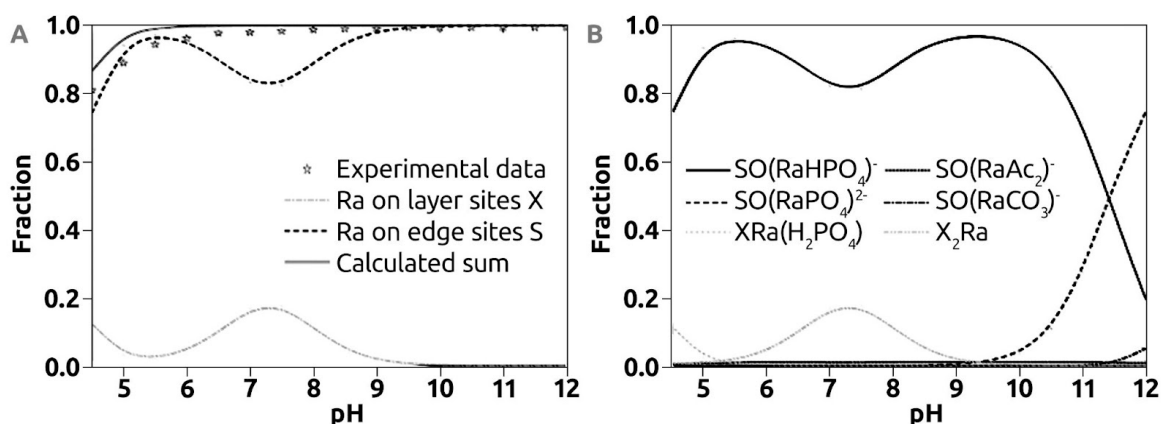 A
Fraction
1.0
0.8
0.6
0.4
0.2
0.0
Experimental data
Ra on layer sites X
Ra on edge sites S
Calculated sum
5 6 7 8 9 10 11 12
pH
B
Fraction
1.0
0.8
0.6
0.4
0.2
0.0
SO(RaHPO₄)⁻ SO(RaAc₂)⁻
SO(RaPO₄)²⁻ SO(RaCO₃)⁻
XRa(H₂PO₄) X₂Ra
5 6 7 8 9 10 11 12
pH